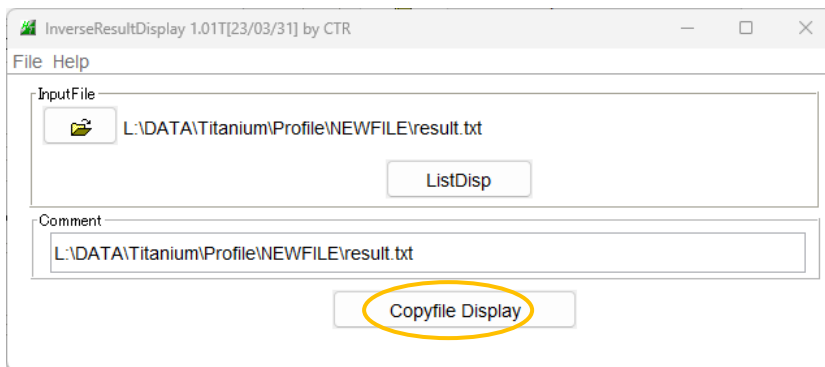 InverseResultDisplay 1.01T[23/03/31] by CTR
File Help
InputFile
L:\DATA\Titanium\Profile\NEWFILE\result.txt
ListDisp
Comment
L:\DATA\Titanium\Profile\NEWFILE\result.txt
Copyfile Display